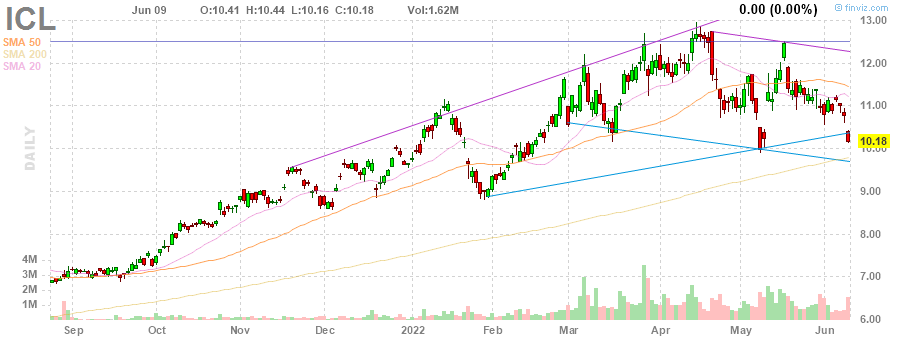 ICL
Jun 09 O:10.41 H:10.44 L:10.16 C:10.18 Vol:1.62M 0.00 (0.00%) finviz.com
SMA 50
SMA 200
SMA 20
DAILY
13.00
12.00
11.00
10.18
10.00
9.00
8.00
7.00
6.00
4M
3M
2M
1M
Sep Oct Nov Dec 2022 Feb Mar Apr May Jun